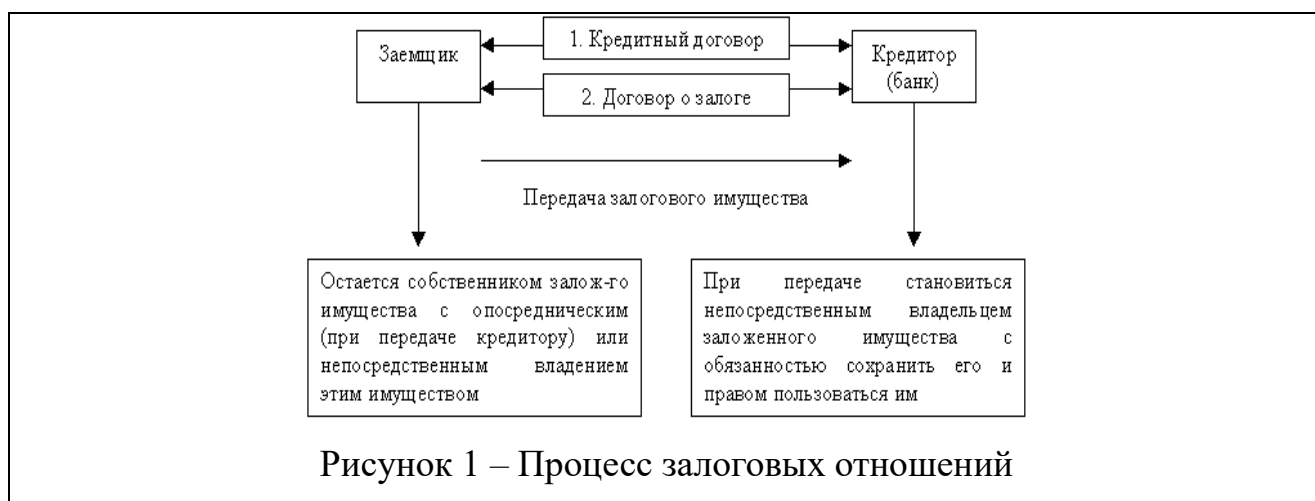 Заемщик
1. Кредитный договор
Кредитор
(банк)
2. Договор о залоге
Передача залогового имущества
Остается собственником залож-го
имущества с опосредническим
(при передаче кредитору) или
непосредственным владением
этим имуществом
При передаче становиться
непосредственным владельцем
заложенного имущества с
обязанностью сохранить его и
правом пользоваться им
Рисунок 1 – Процесс залоговых отношений